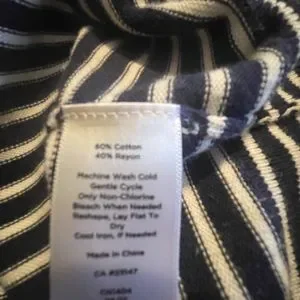 60% Cotton
40% Rayon
Machine Wash Cold
Gentle Cycle
Only Non-Chlorine
Bleach When Needed
Reshape, Lay Flat To
Dry
Cool Iron, If Needed
Made In China
CA #29147